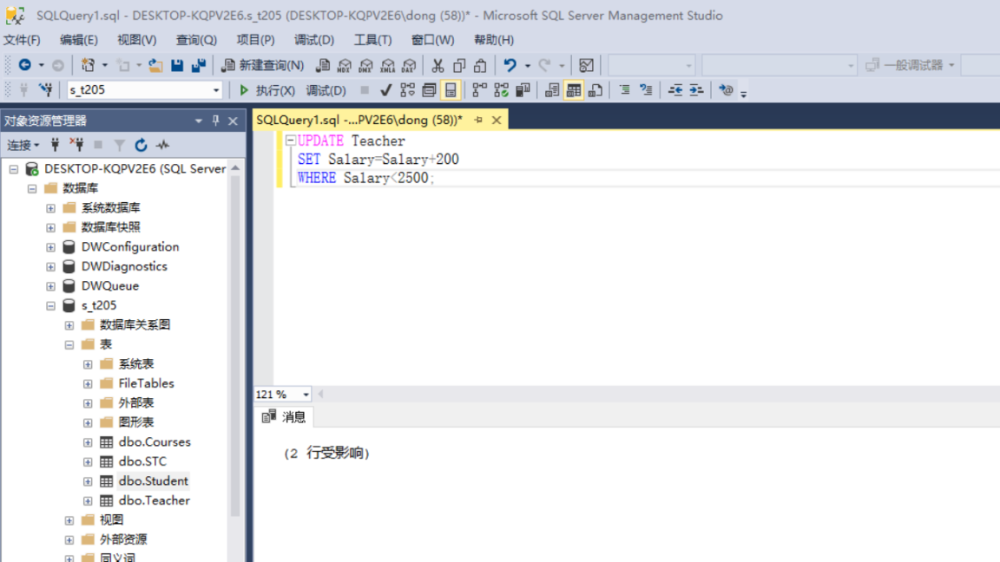 SQLQuery1.sql - DESKTOP-KQPV2E6.s_t205 (DESKTOP-KQPV2E6\dong (58))* - Microsoft SQL Server Management Studio
文件(F) 编辑(E) 视图(V) 查询(Q) 项目(P) 调试(D) 工具(T) 窗口(W) 帮助(H)
新建查询(N) MDX DMX XMLA DAX 一般调试器
s_t205 执行(X) 调试(D)
对象资源管理器
SQLQuery1.sql -...PV2E6\dong (58))*
连接
DESKTOP-KQPV2E6 (SQL Server
数据库
系统数据库
数据库快照
DWConfiguration
DWDiagnostics
DWQueue
s_t205
数据库关系图
表
系统表
FileTables
外部表
图形表
dbo.Courses
dbo.STC
dbo.Student
dbo.Teacher
视图
外部资源
同义词
UPDATE Teacher
SET Salary=Salary+200
WHERE Salary<2500;
121 %
消息
(2 行受影响)